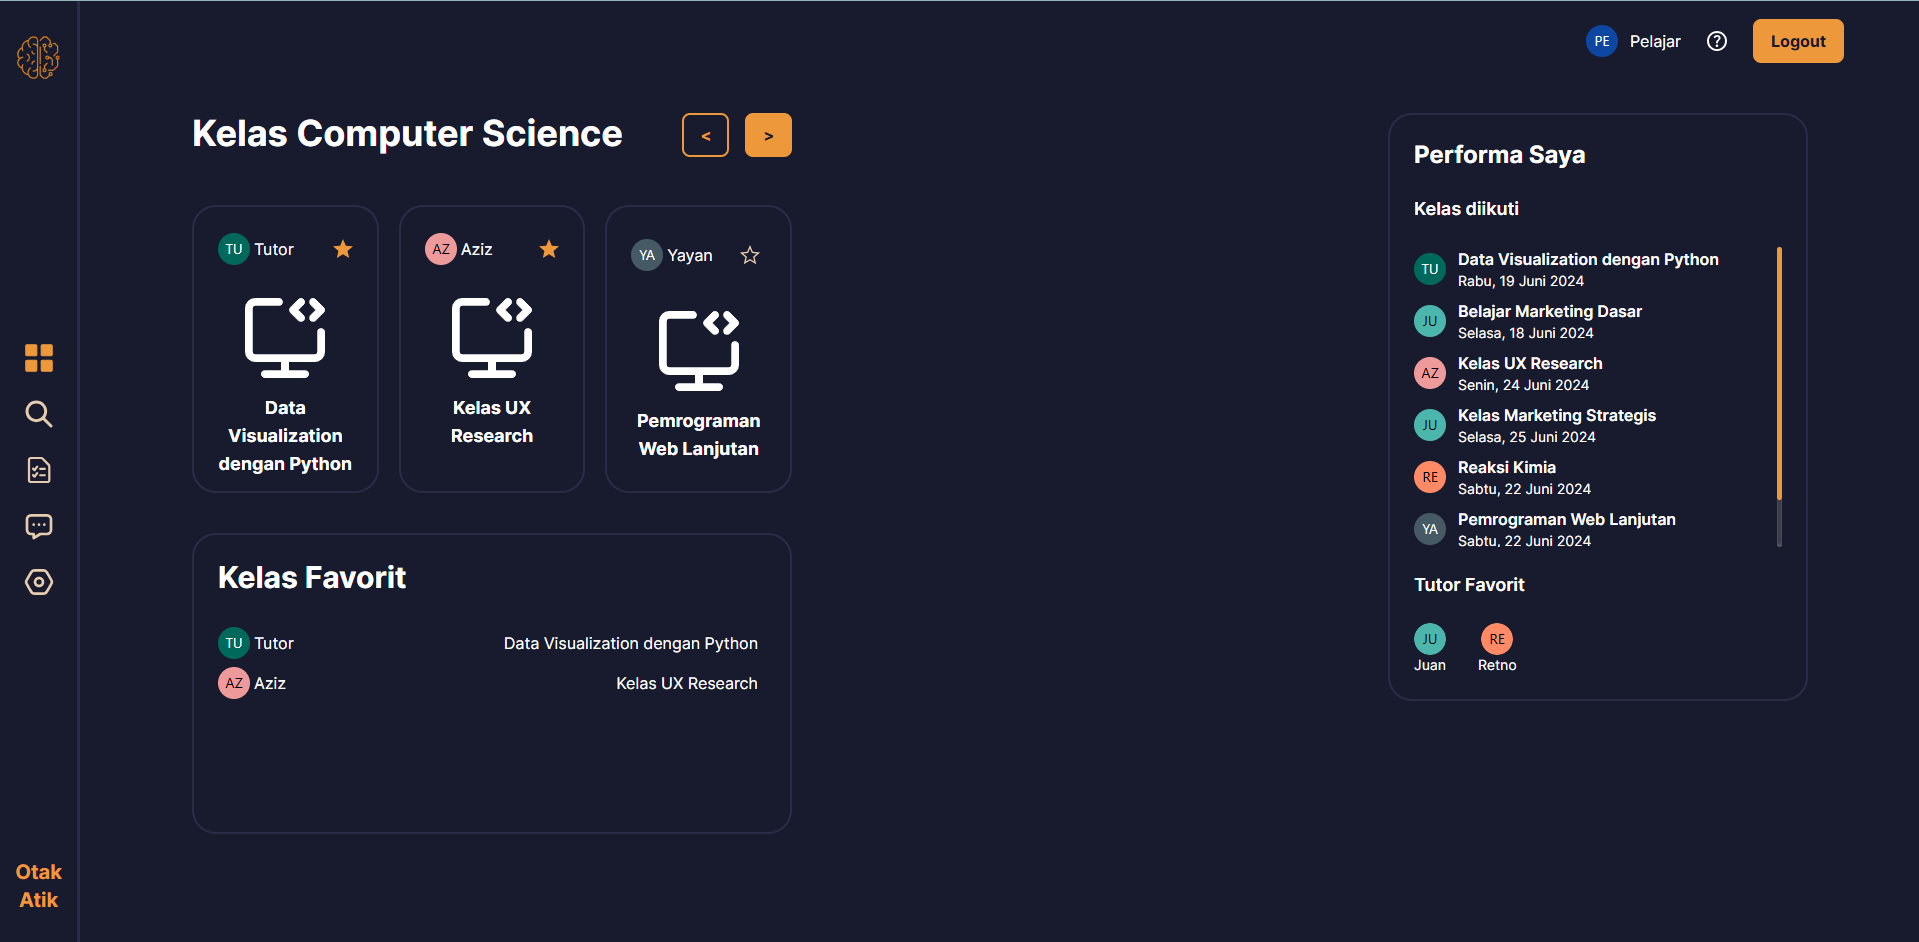 PE Pelajar Logout
Kelas Computer Science < >
TU Tutor
Data
Visualization
dengan Python
AZ Aziz
Kelas UX
Research
YA Yayan
Pemrograman
Web Lanjutan
Kelas Favorit
TU Tutor Data Visualization dengan Python
AZ Aziz Kelas UX Research
Performa Saya
Kelas diikuti
TU Data Visualization dengan Python
Rabu, 19 Juni 2024
JU Belajar Marketing Dasar
Selasa, 18 Juni 2024
AZ Kelas UX Research
Senin, 24 Juni 2024
JU Kelas Marketing Strategis
Selasa, 25 Juni 2024
RE Reaksi Kimia
Sabtu, 22 Juni 2024
YA Pemrograman Web Lanjutan
Sabtu, 22 Juni 2024
Tutor Favorit
JU RE
Juan Retno
Otak
Atik